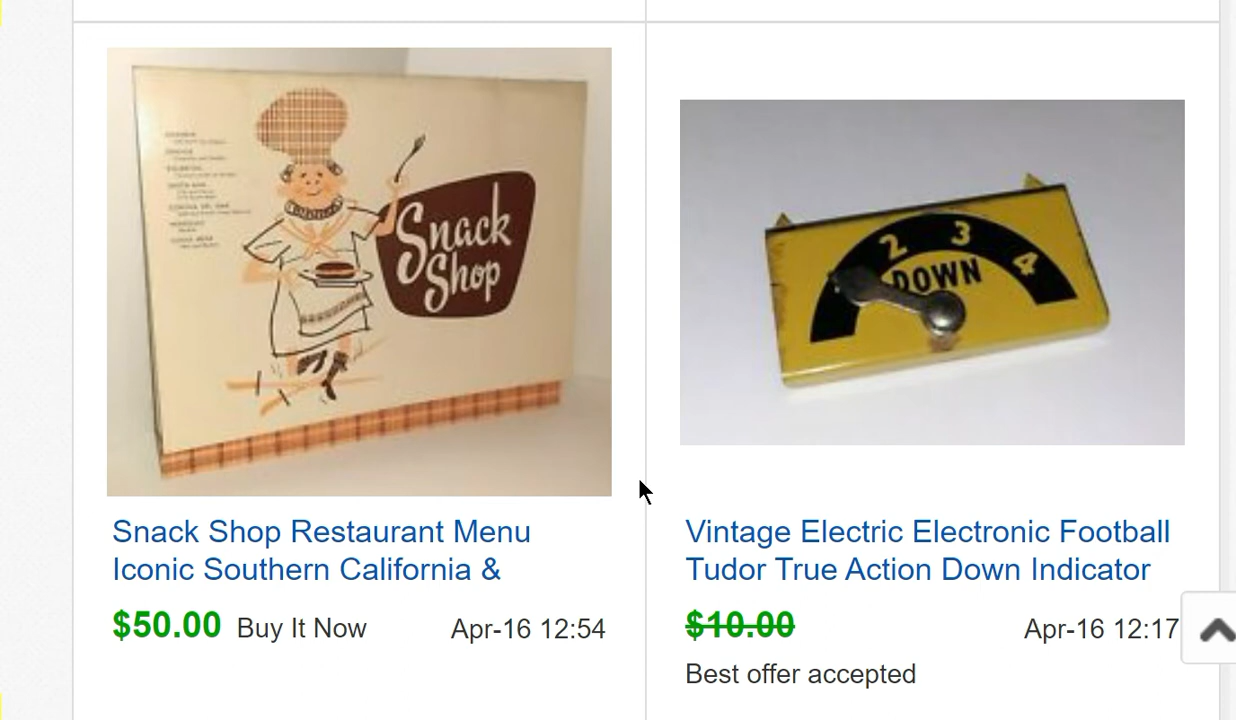 Snack
Shop
2
3
4
DOWN
Snack Shop Restaurant Menu
Iconic Southern California &
$50.00 Buy It Now Apr-16 12:54
Vintage Electric Electronic Football
Tudor True Action Down Indicator
$10.00 Apr-16 12:17
Best offer accepted